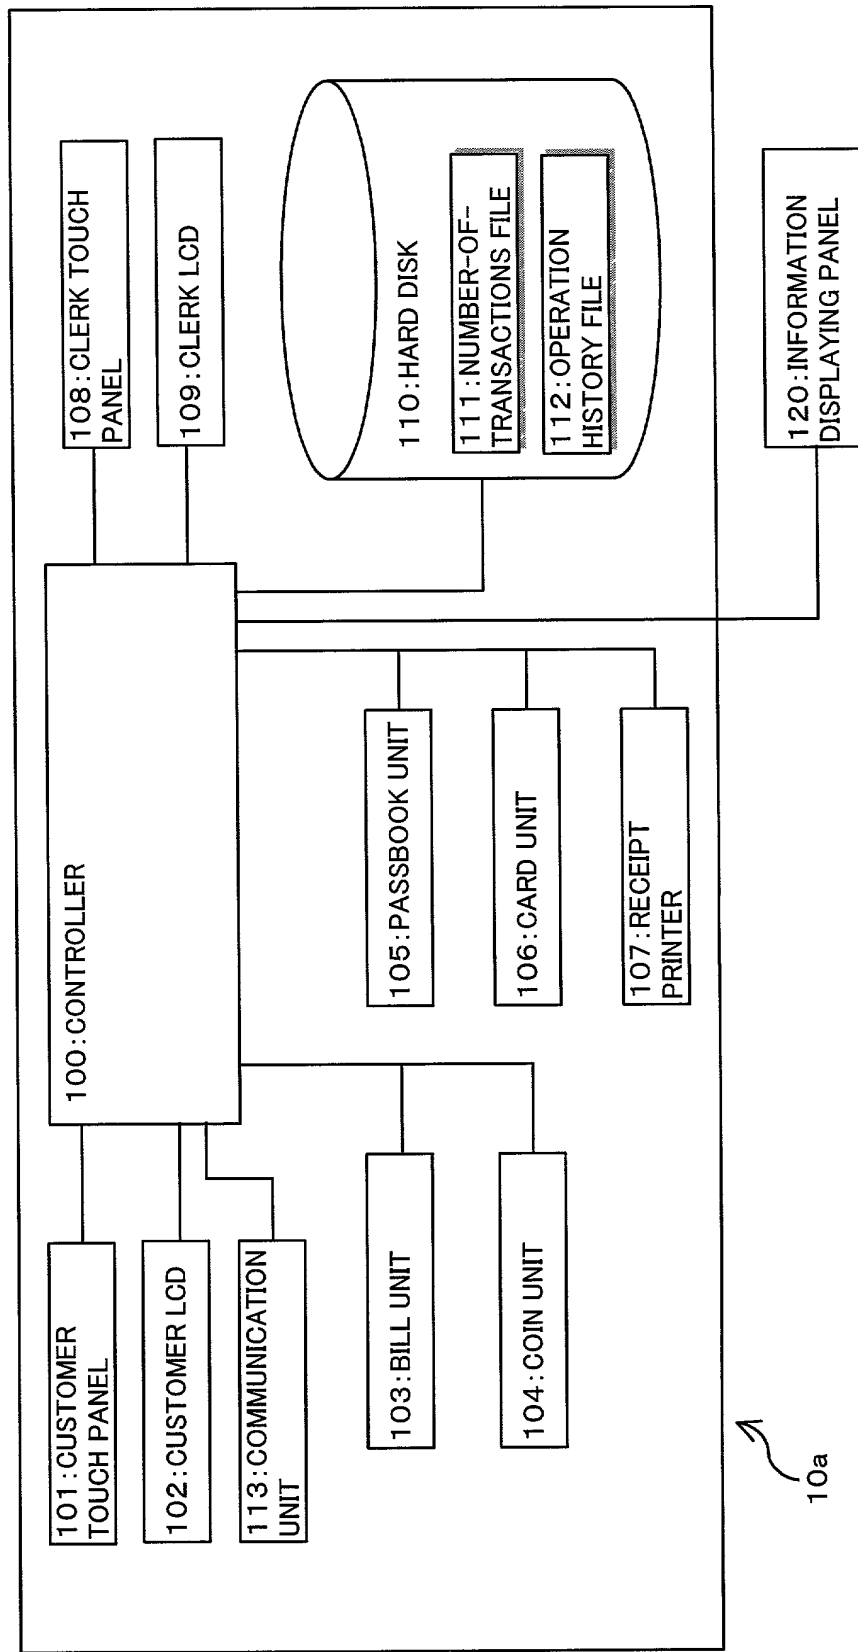 100:CONTROLLER
101:CUSTOMER
TOUCH PANEL
102:CUSTOMER LCD
113:COMMUNICATION
UNIT
103:BILL UNIT
104:COIN UNIT
105:PASSBOOK UNIT
106:CARD UNIT
107:RECEIPT
PRINTER
108:CLERK TOUCH
PANEL
109:CLERK LCD
110:HARD DISK
111:NUMBER-OF-
TRANSACTIONS FILE
112:OPERATION
HISTORY FILE
120:INFORMATION
DISPLAYING PANEL
10a